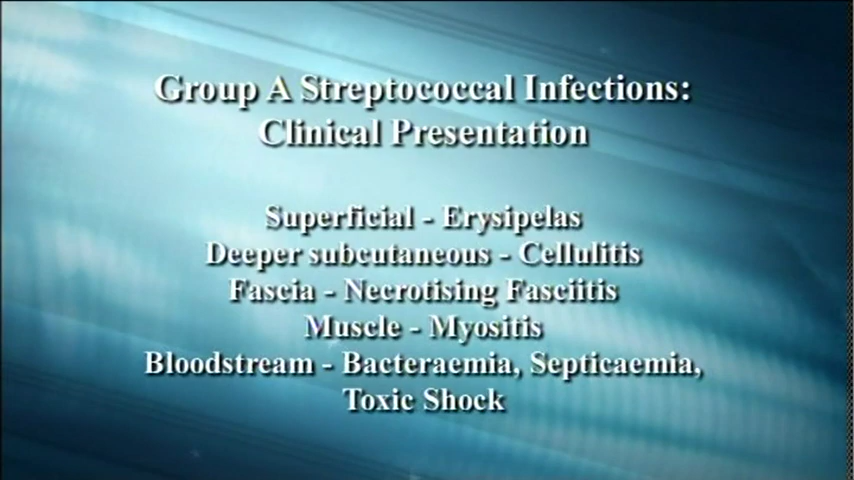 Group A Streptococcal Infections:
Clinical Presentation
Superficial - Erysipelas
Deeper subcutaneous - Cellulitis
Fascia - Necrotising Fasciitis
Muscle - Myositis
Bloodstream - Bacteraemia, Septicaemia,
Toxic Shock